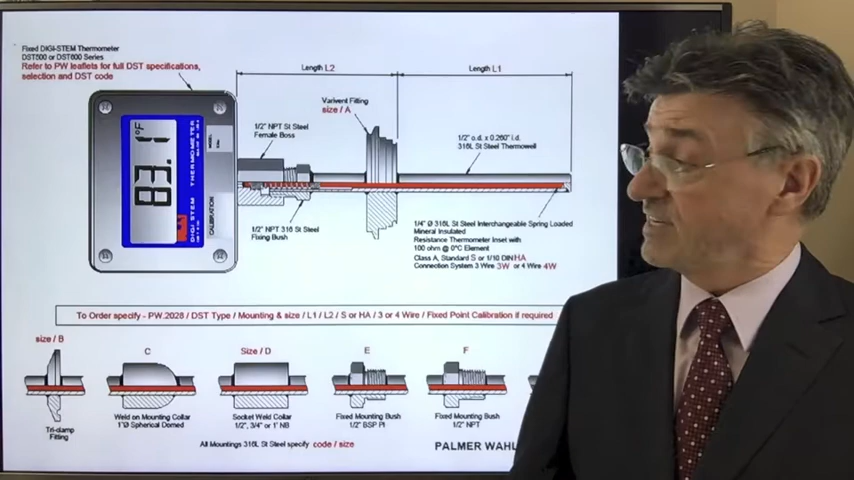 Fixed DIGI-STEM Thermometer
DST500 or DST600 Series
Refer to PW leaflets for full DST specifications,
selection and DST code
Length L2
Length L1
Varivent Fitting
size / A
1/2" NPT St Steel
Female Boss
1/2" o.d. x 0.260" i.d.
316L St Steel Thermowell
83.1 °F
DIGI STEM THERMOMETER
CALIBRATION
1/2" NPT 316 St Steel
Fixing Bush
1/4" Ø 316L St Steel Interchangeable Spring Loaded
Mineral Insulated
Resistance Thermometer Inset with
100 ohm @ 0°C Element
Class A, Standard S or 1/10 DIN HA
Connection System 3 Wire 3W or 4 Wire 4W
To Order specify - PW.2028 / DST Type / Mounting & size / L1 / L2 / S or HA / 3 or 4 Wire / Fixed Point Calibration if required
size / B
C
Size / D
E
F
Tri-clamp
Fitting
Weld on Mounting Collar
1"Ø Spherical Domed
Socket Weld Collar
1/2", 3/4" or 1" NB
Fixed Mounting Bush
1/2" BSP Pl
Fixed Mounting Bush
1/2" NPT
All Mountings 316L St Steel specify code / size
PALMER WAHL